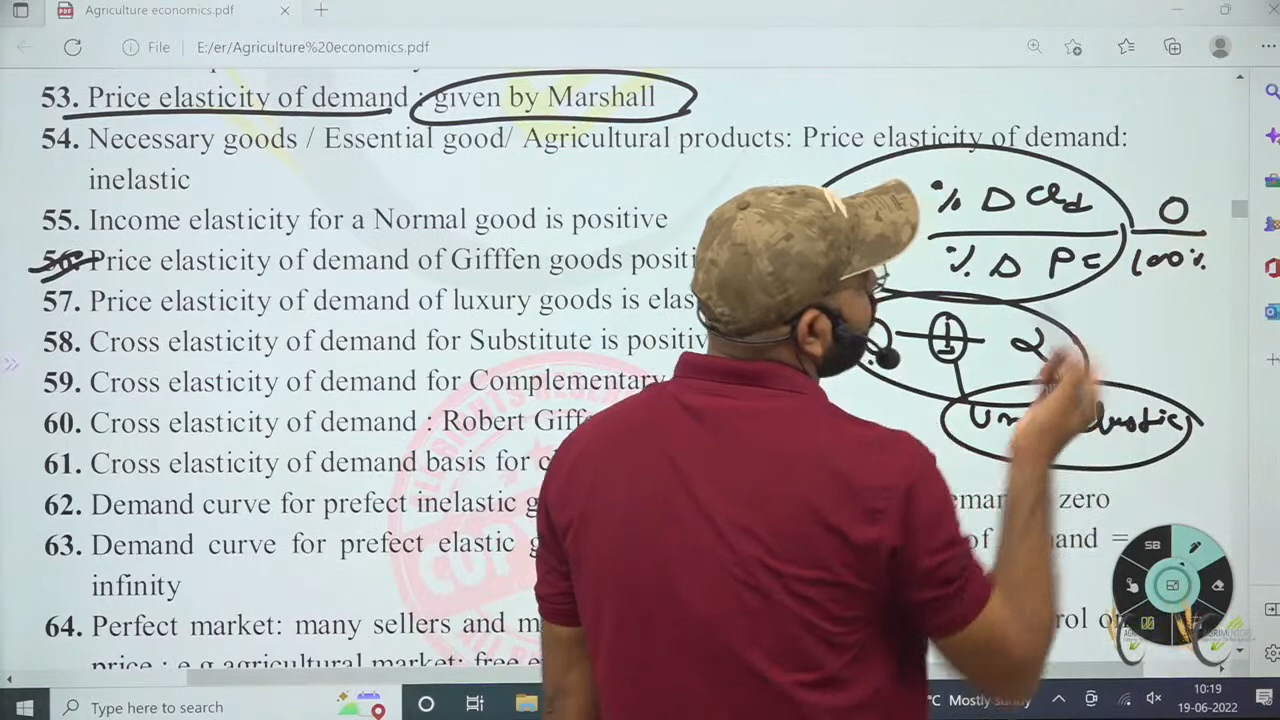 Agriculture economics.pdf
File E:/er/Agriculture%20economics.pdf
53. Price elasticity of demand : given by Marshall
54. Necessary goods / Essential good/ Agricultural products: Price elasticity of demand:
inelastic
% D Qd
0
55. Income elasticity for a Normal good is positive
56. Price elasticity of demand of Gifffen goods positi
% D P
100%
57. Price elasticity of demand of luxury goods is elas
58. Cross elasticity of demand for Substitute is positiv
1
59. Cross elasticity of demand for Complementary
60. Cross elasticity of demand : Robert Giff
61. Cross elasticity of demand basis for
62. Demand curve for prefect inelastic g zero
63. Demand curve for prefect elastic g of =
infinity
64. Perfect market: many sellers and m
price : e.g agricultural market: free
SB
Type here to search
°C Mostly sunny
10:19
19-06-2022